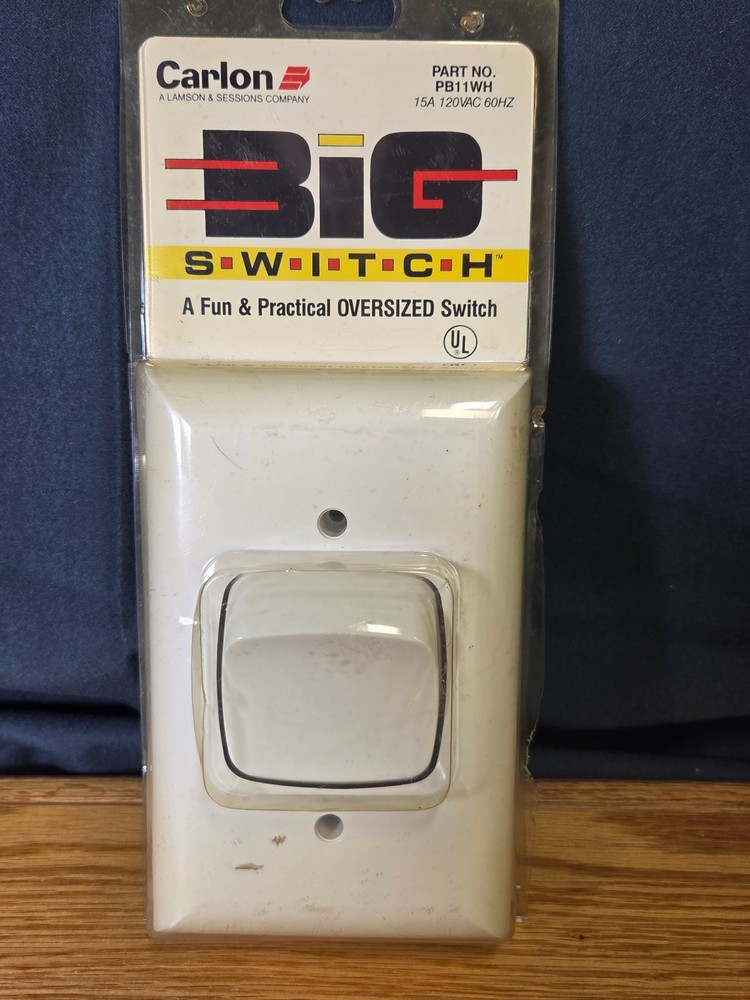 Carlon
A LAMSON & SESSIONS COMPANY
PART NO.
PB11WH
15A 120VAC 60HZ
BiG
S·W·I·T·C·H™
A Fun & Practical OVERSIZED Switch
UL